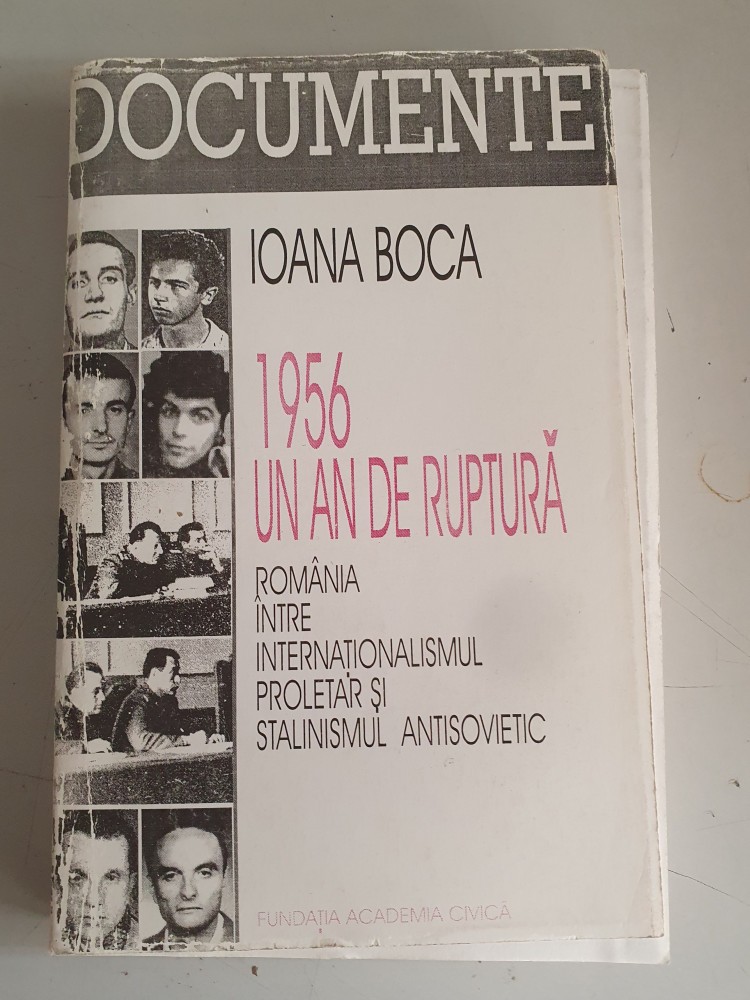 DOCUMENTE
IOANA BOCA
1956
UN AN DE RUPTURĂ
ROMÂNIA
ÎNTRE
INTERNAȚIONALISMUL
PROLETAR ȘI
STALINISMUL ANTISOVIETIC
FUNDAȚIA ACADEMIA CIVICĂ